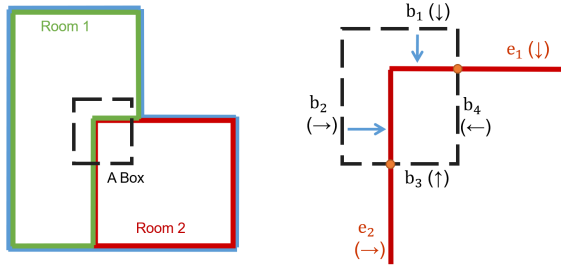 Room 1
A Box
Room 2
b₁ (↓)
e₁ (↓)
b₂
(→)
b₄
(←)
b₃ (↑)
e₂
(→)